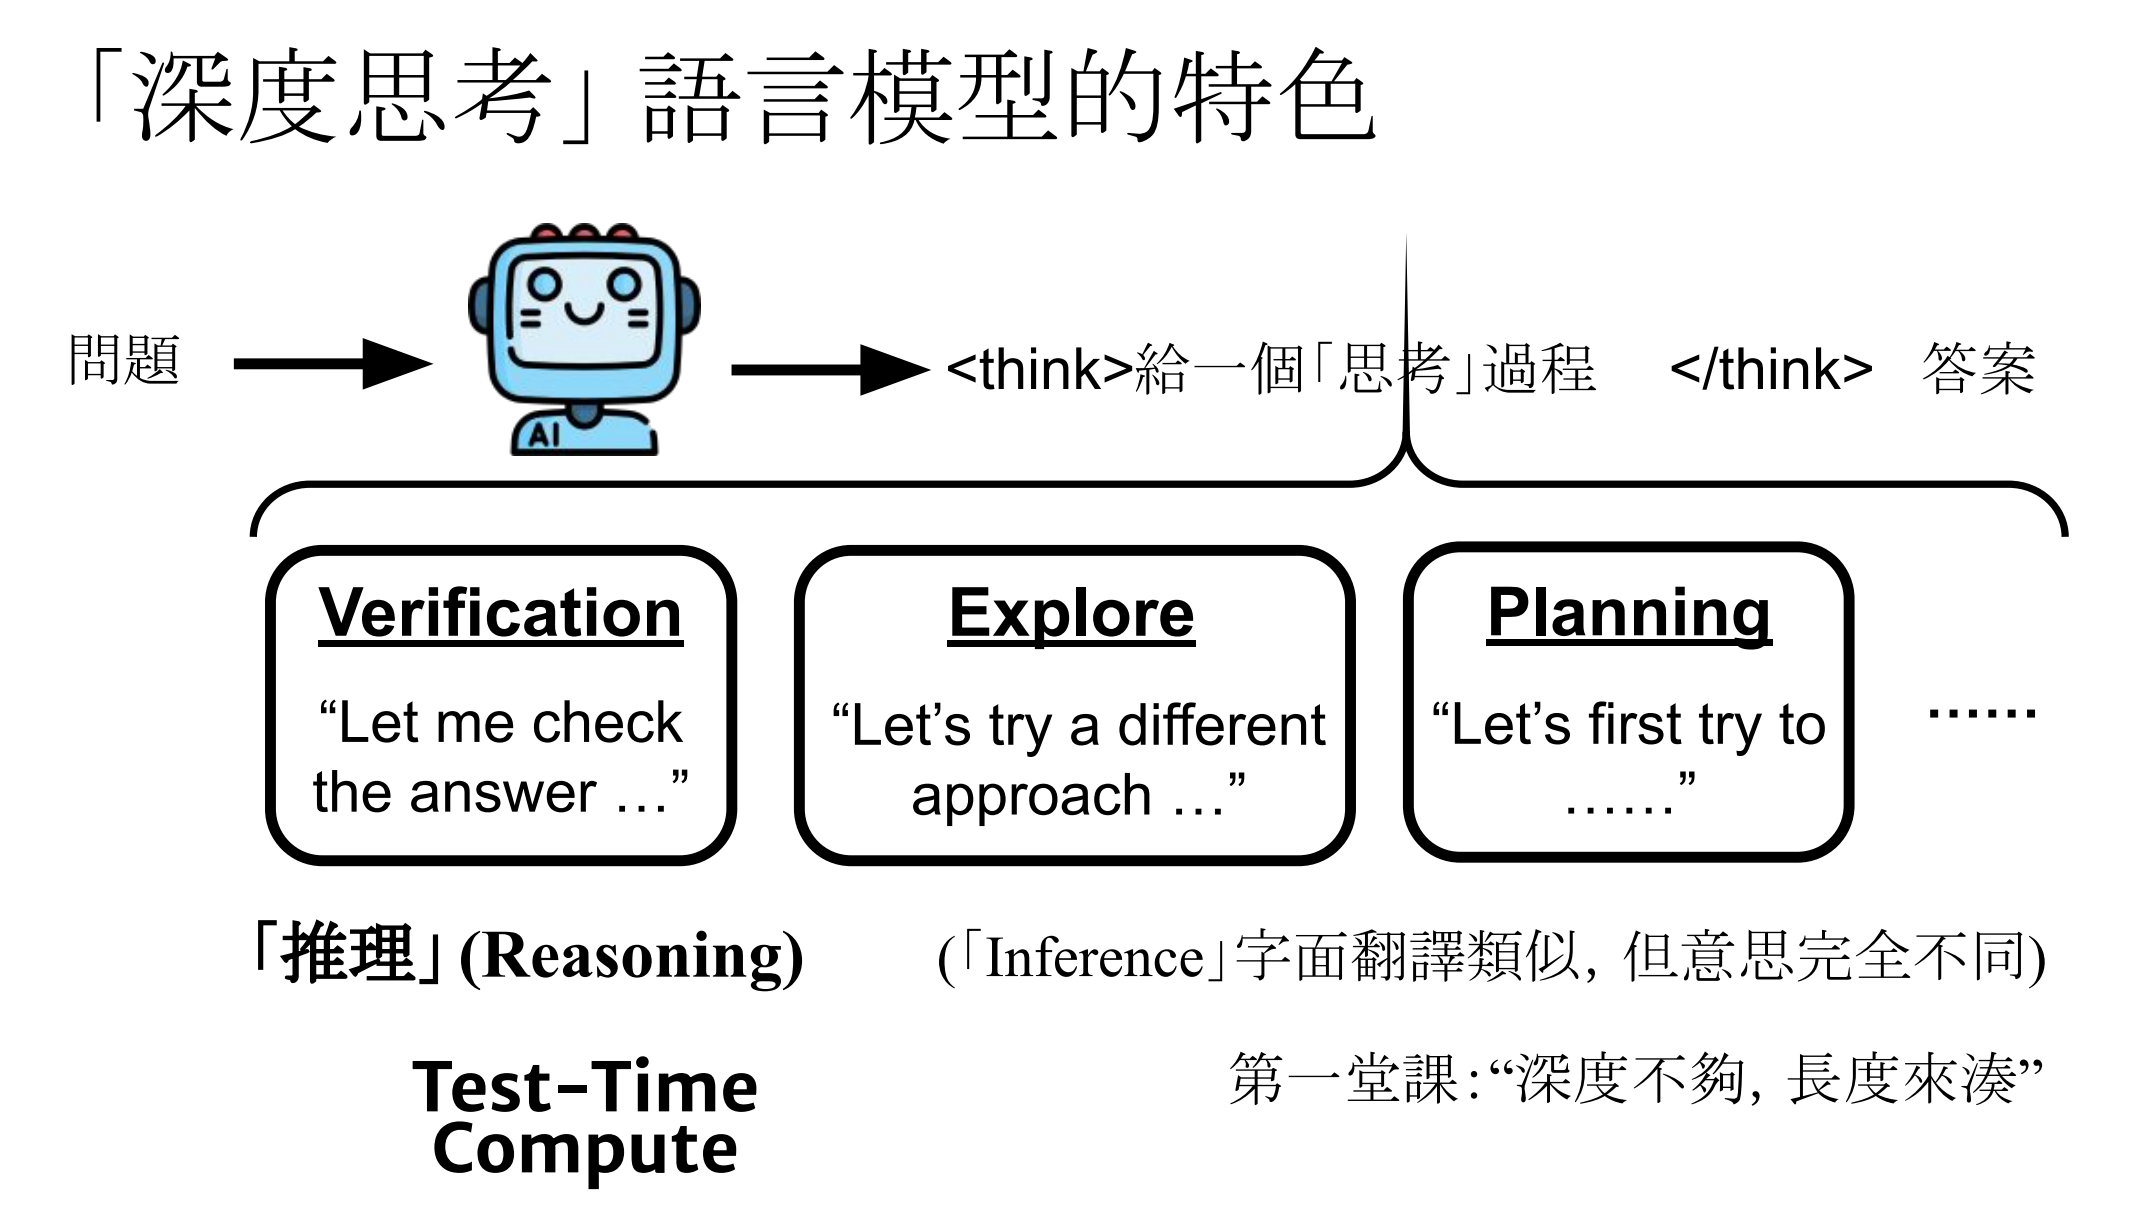 「深度思考」語言模型的特色
問題
AI
<think>給一個「思考」過程 </think> 答案
Verification
“Let me check
the answer …”
Explore
“Let’s try a different
approach …”
Planning
“Let’s first try to
……”
……
「推理」(Reasoning)
(「Inference」字面翻譯類似, 但意思完全不同)
Test-Time
Compute
第一堂課:“深度不夠, 長度來湊”